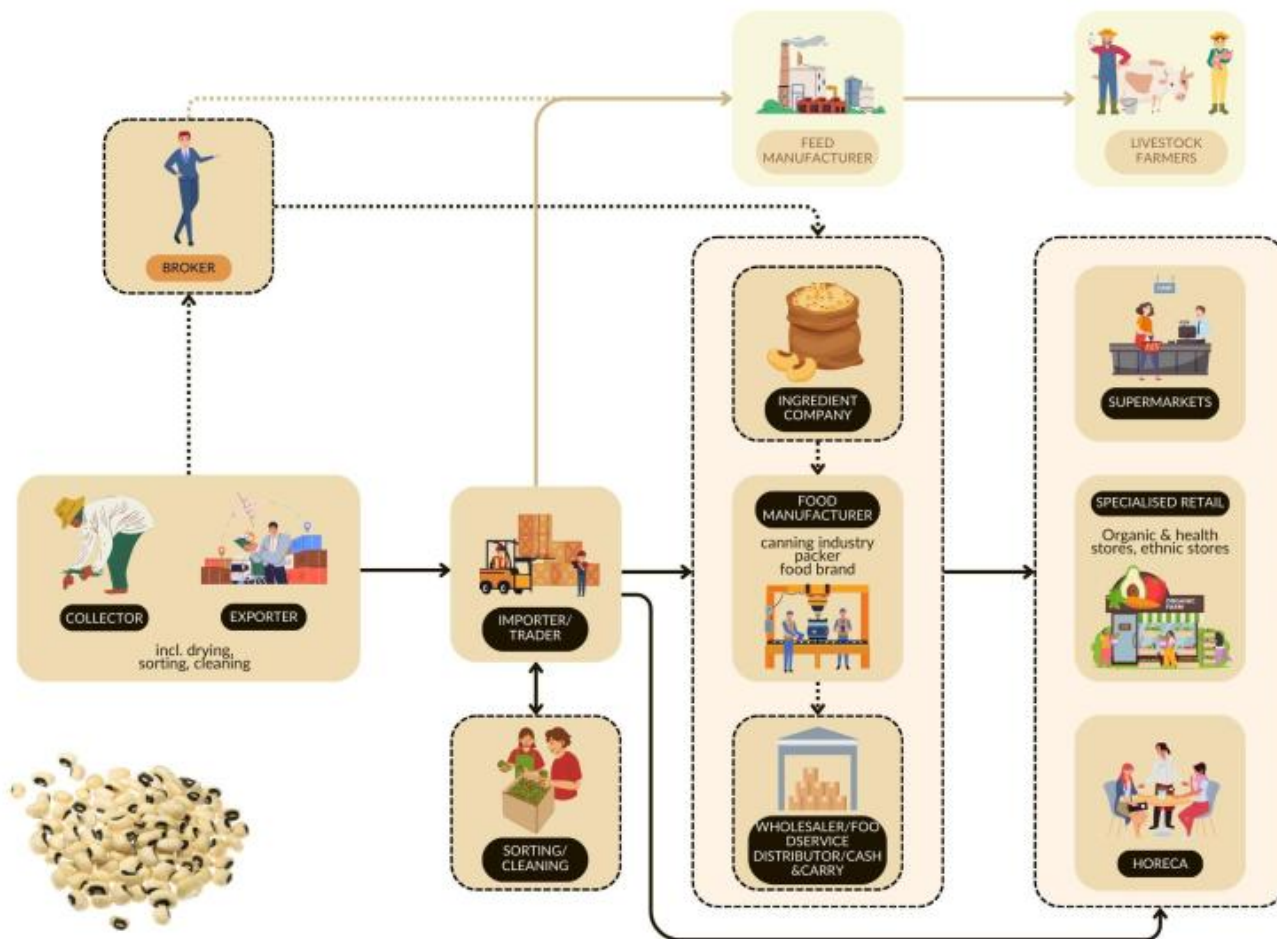 FEED
MANUFACTURER
LIVESTOCK
FARMERS
BROKER
INGREDIENT
COMPANY
SUPERMARKETS
COLLECTOR
EXPORTER
incl. drying,
sorting, cleaning
IMPORTER/
TRADER
FOOD
MANUFACTURER
canning industry
packer
food brand
SPECIALISED RETAIL
Organic & health
stores, ethnic stores
ORGANIC
FARM
SORTING/
CLEANING
WHOLESALER/FOO
DSERVICE
DISTRIBUTOR/CASH
&CARRY
HORECA